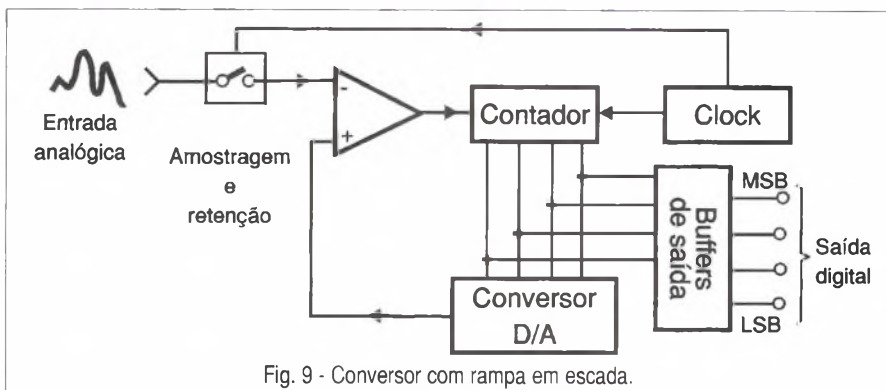 Entrada
analógica
Amostragem
e
retenção
-
+
Contador
Clock
Conversor
D/A
Buffers
de saída
MSB
LSB
Saída
digital
Fig. 9 - Conversor com rampa em escada.